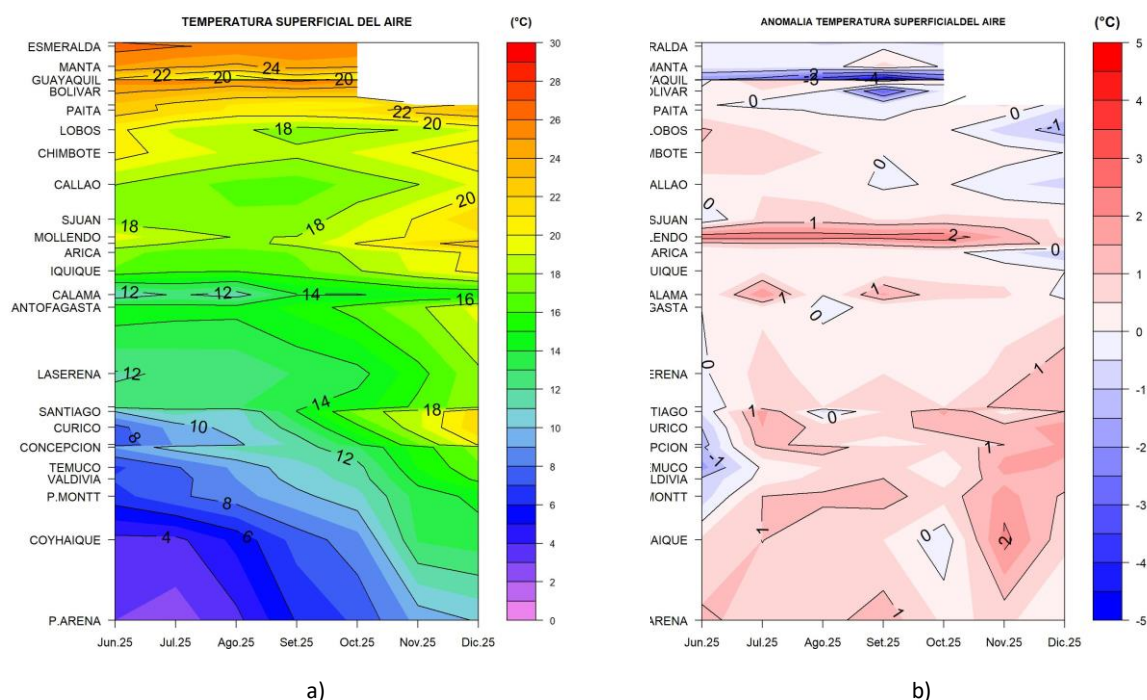 TEMPERATURA SUPERFICIAL DEL AIRE
(°C)
ESMERALDA
MANTA
GUAYAQUIL
BOLIVAR
PAITA
LOBOS
CHIMBOTE
CALLAO
SJUAN
MOLLENDO
ARICA
IQUIQUE
CALAMA
ANTOFAGASTA
LASERENA
SANTIAGO
CURICO
CONCEPCION
TEMUCO
VALDIVIA
P.MONTT
COYHAIQUE
P.ARENA
24
22 20 20
22
20
18
20
18
18
12 12 14 16
12
14
18
10
8
12
8
6
4
Jun.25 Jul.25 Ago.25 Set.25 Oct.25 Nov.25 Dic.25
30
28
26
24
22
20
18
16
14
12
10
8
6
4
2
0
a)
ANOMALIA TEMPERATURA SUPERFICIALDEL AIRE
(°C)
RALDA
MANTA
YAQUIL
OLIVAR
PAITA
LOBOS
MBOTE
ALLAO
SJUAN
LENDO
ARICA
QUIQUE
ALAMA
GASTA
ERENA
TIAGO
URICO
PCION
EMUCO
LDIVIA
MONTT
AIQUE
ARENA
0
0
-1
0
0
1
2
0
1 1
0
0
1
1 0
1
-1
1
0
2
1
Jun.25 Jul.25 Ago.25 Set.25 Oct.25 Nov.25 Dic.25
5
4
3
2
1
0
-1
-2
-3
-4
-5
b)